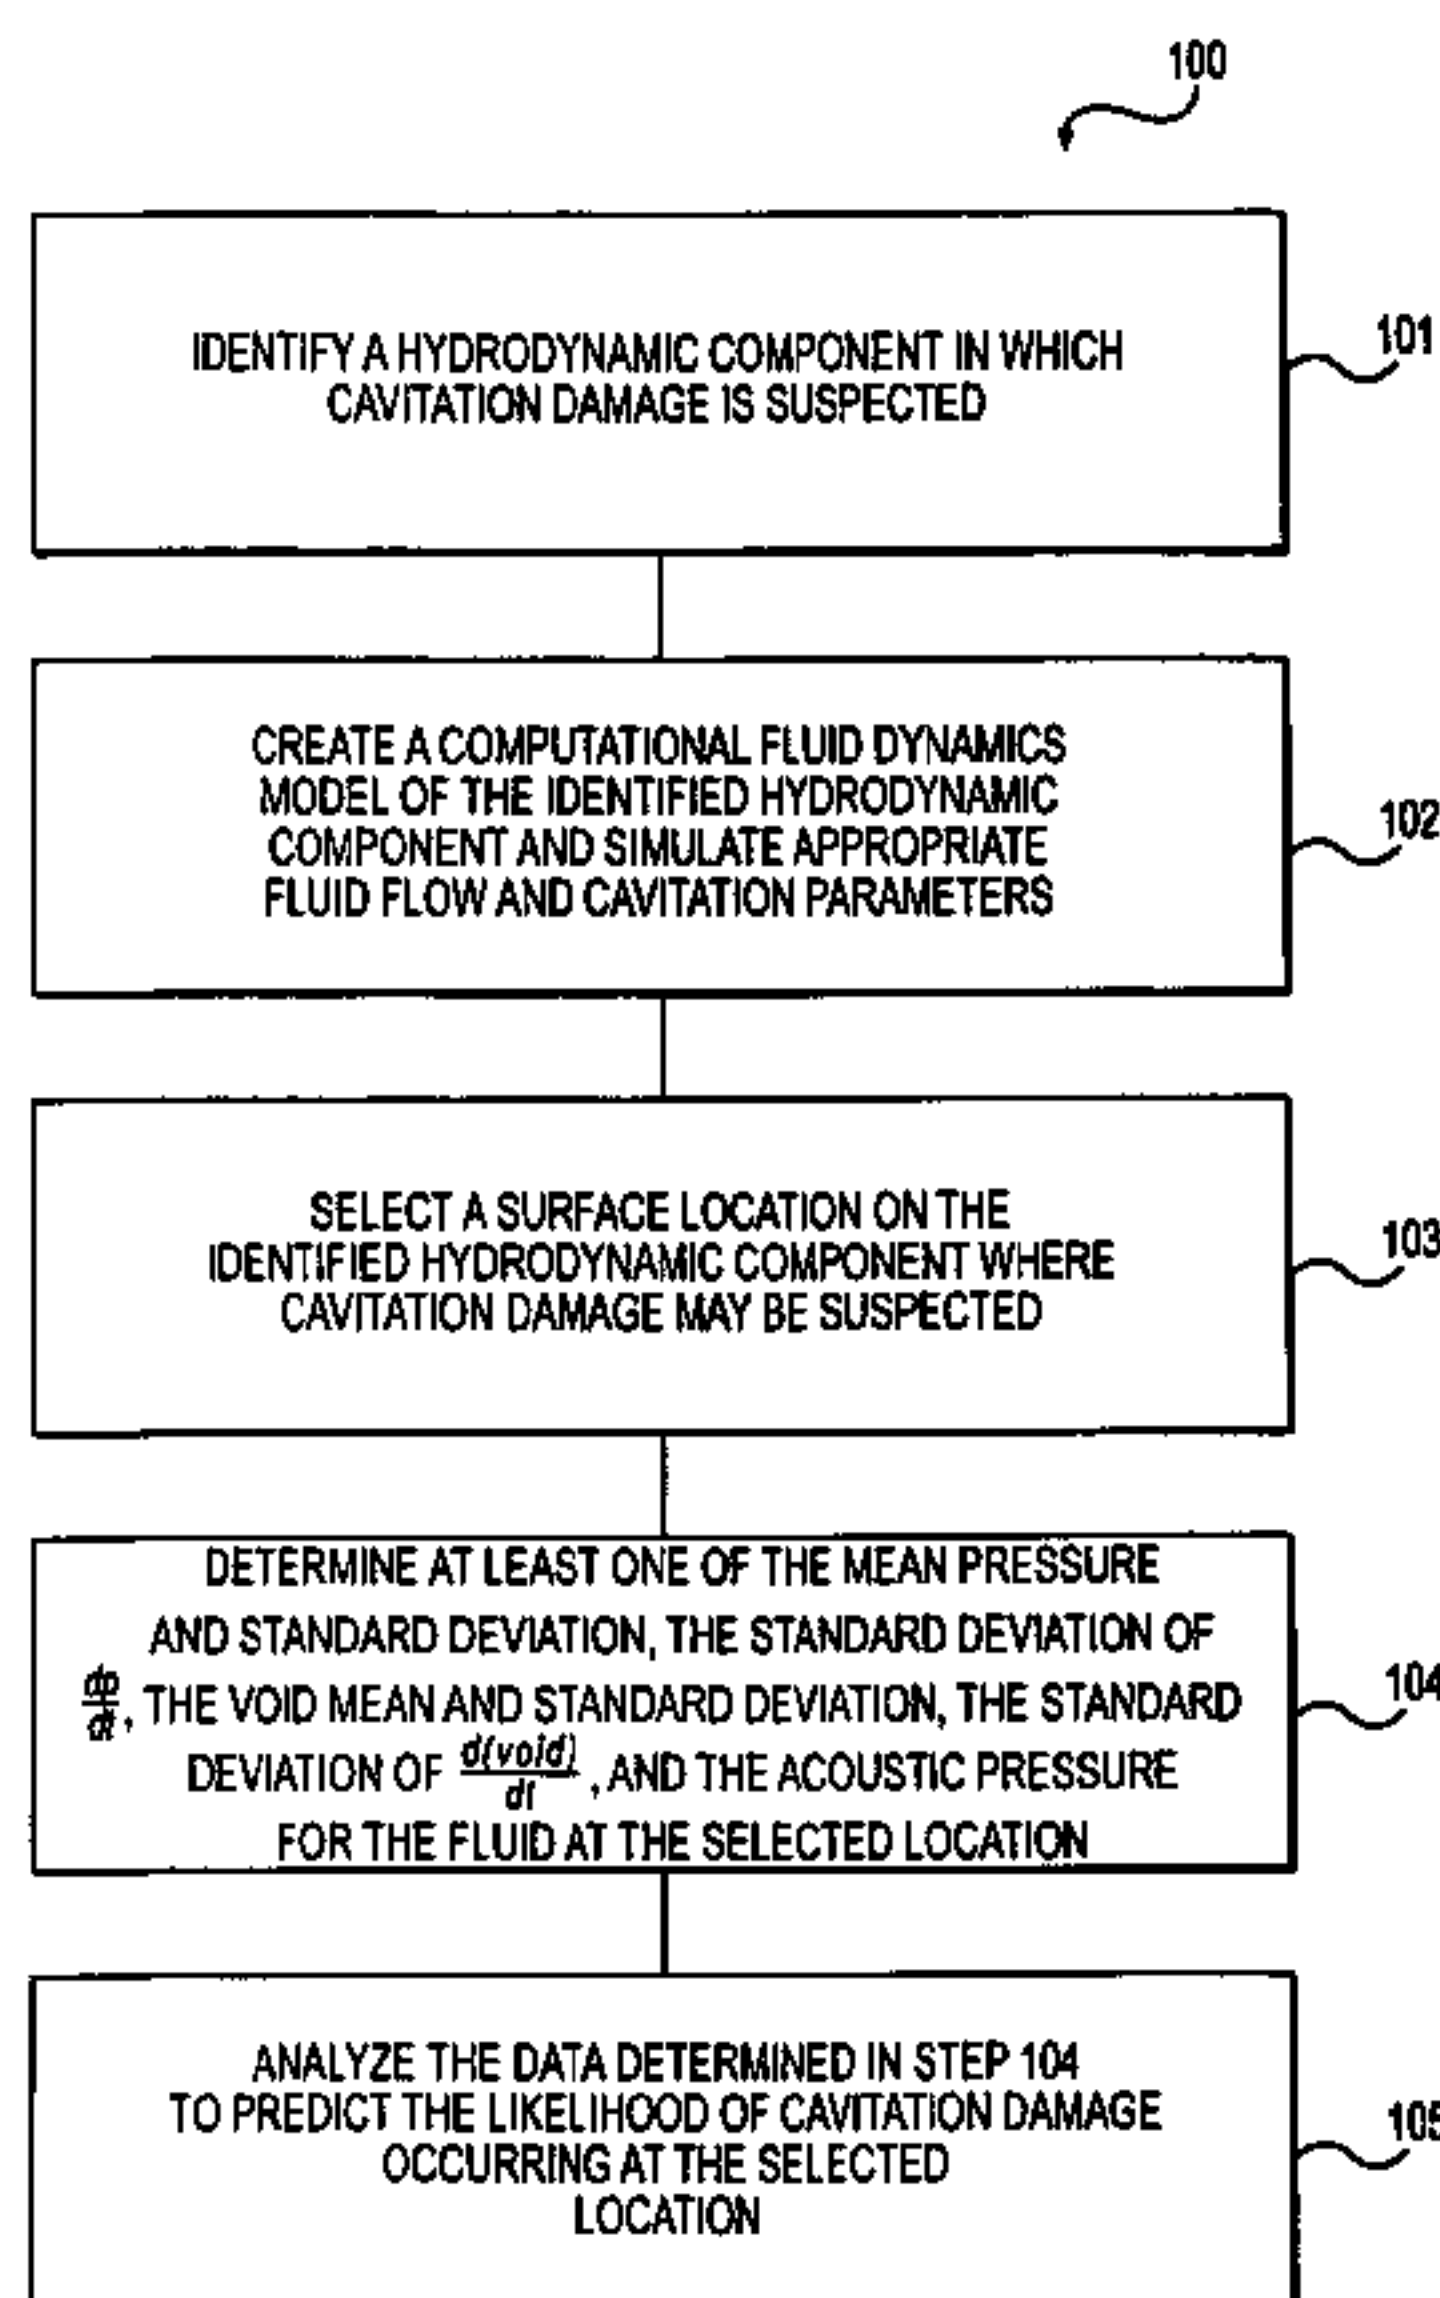 100
IDENTIFY A HYDRODYNAMIC COMPONENT IN WHICH
CAVITATION DAMAGE IS SUSPECTED
101
CREATE A COMPUTATIONAL FLUID DYNAMICS
MODEL OF THE IDENTIFIED HYDRODYNAMIC
COMPONENT AND SIMULATE APPROPRIATE
FLUID FLOW AND CAVITATION PARAMETERS
102
SELECT A SURFACE LOCATION ON THE
IDENTIFIED HYDRODYNAMIC COMPONENT WHERE
CAVITATION DAMAGE MAY BE SUSPECTED
103
DETERMINE AT LEAST ONE OF THE MEAN PRESSURE
AND STANDARD DEVIATION, THE STANDARD DEVIATION OF
dp/dt, THE VOID MEAN AND STANDARD DEVIATION, THE STANDARD
DEVIATION OF d(void)/dt, AND THE ACOUSTIC PRESSURE
FOR THE FLUID AT THE SELECTED LOCATION
104
ANALYZE THE DATA DETERMINED IN STEP 104
TO PREDICT THE LIKELIHOOD OF CAVITATION DAMAGE
OCCURRING AT THE SELECTED
LOCATION
105